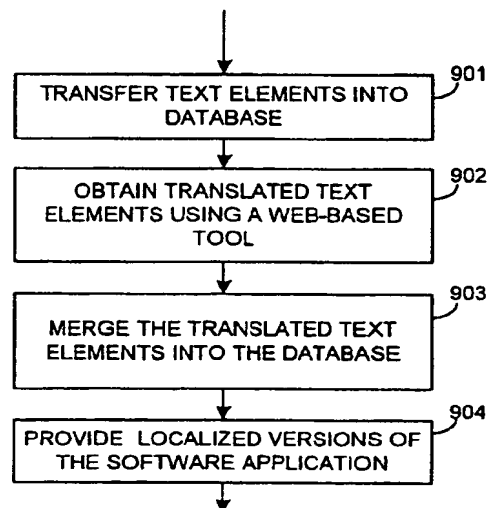 901
TRANSFER TEXT ELEMENTS INTO
DATABASE
902
OBTAIN TRANSLATED TEXT
ELEMENTS USING A WEB-BASED
TOOL
903
MERGE THE TRANSLATED TEXT
ELEMENTS INTO THE DATABASE
904
PROVIDE LOCALIZED VERSIONS OF
THE SOFTWARE APPLICATION